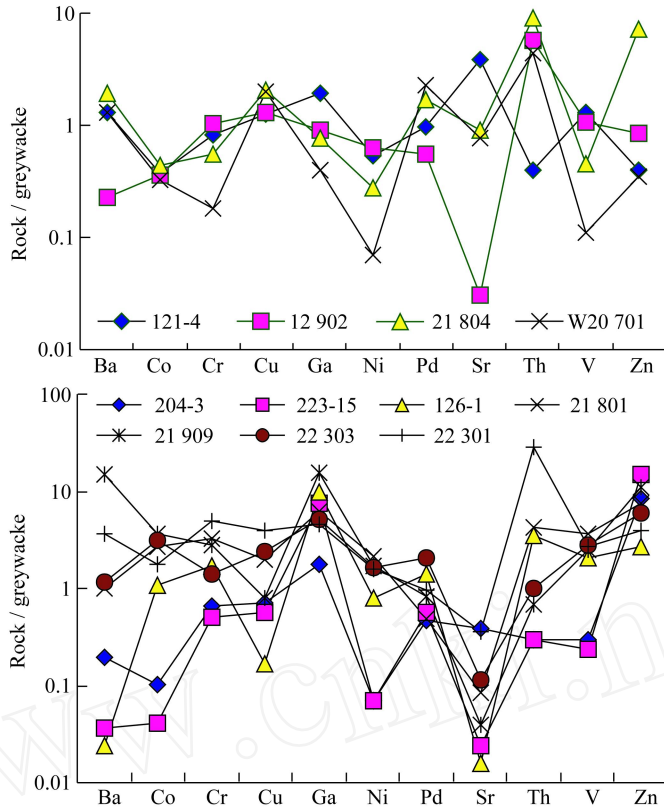 10
1
0.1
0.01
Rock / greywacke
121-4 12 902 21 804 W20 701
Ba Co Cr Cu Ga Ni Pd Sr Th V Zn
100
10
1
0.1
0.01
Rock / greywacke
204-3 223-15 126-1 21 801
21 909 22 303 22 301
Ba Co Cr Cu Ga Ni Pd Sr Th V Zn